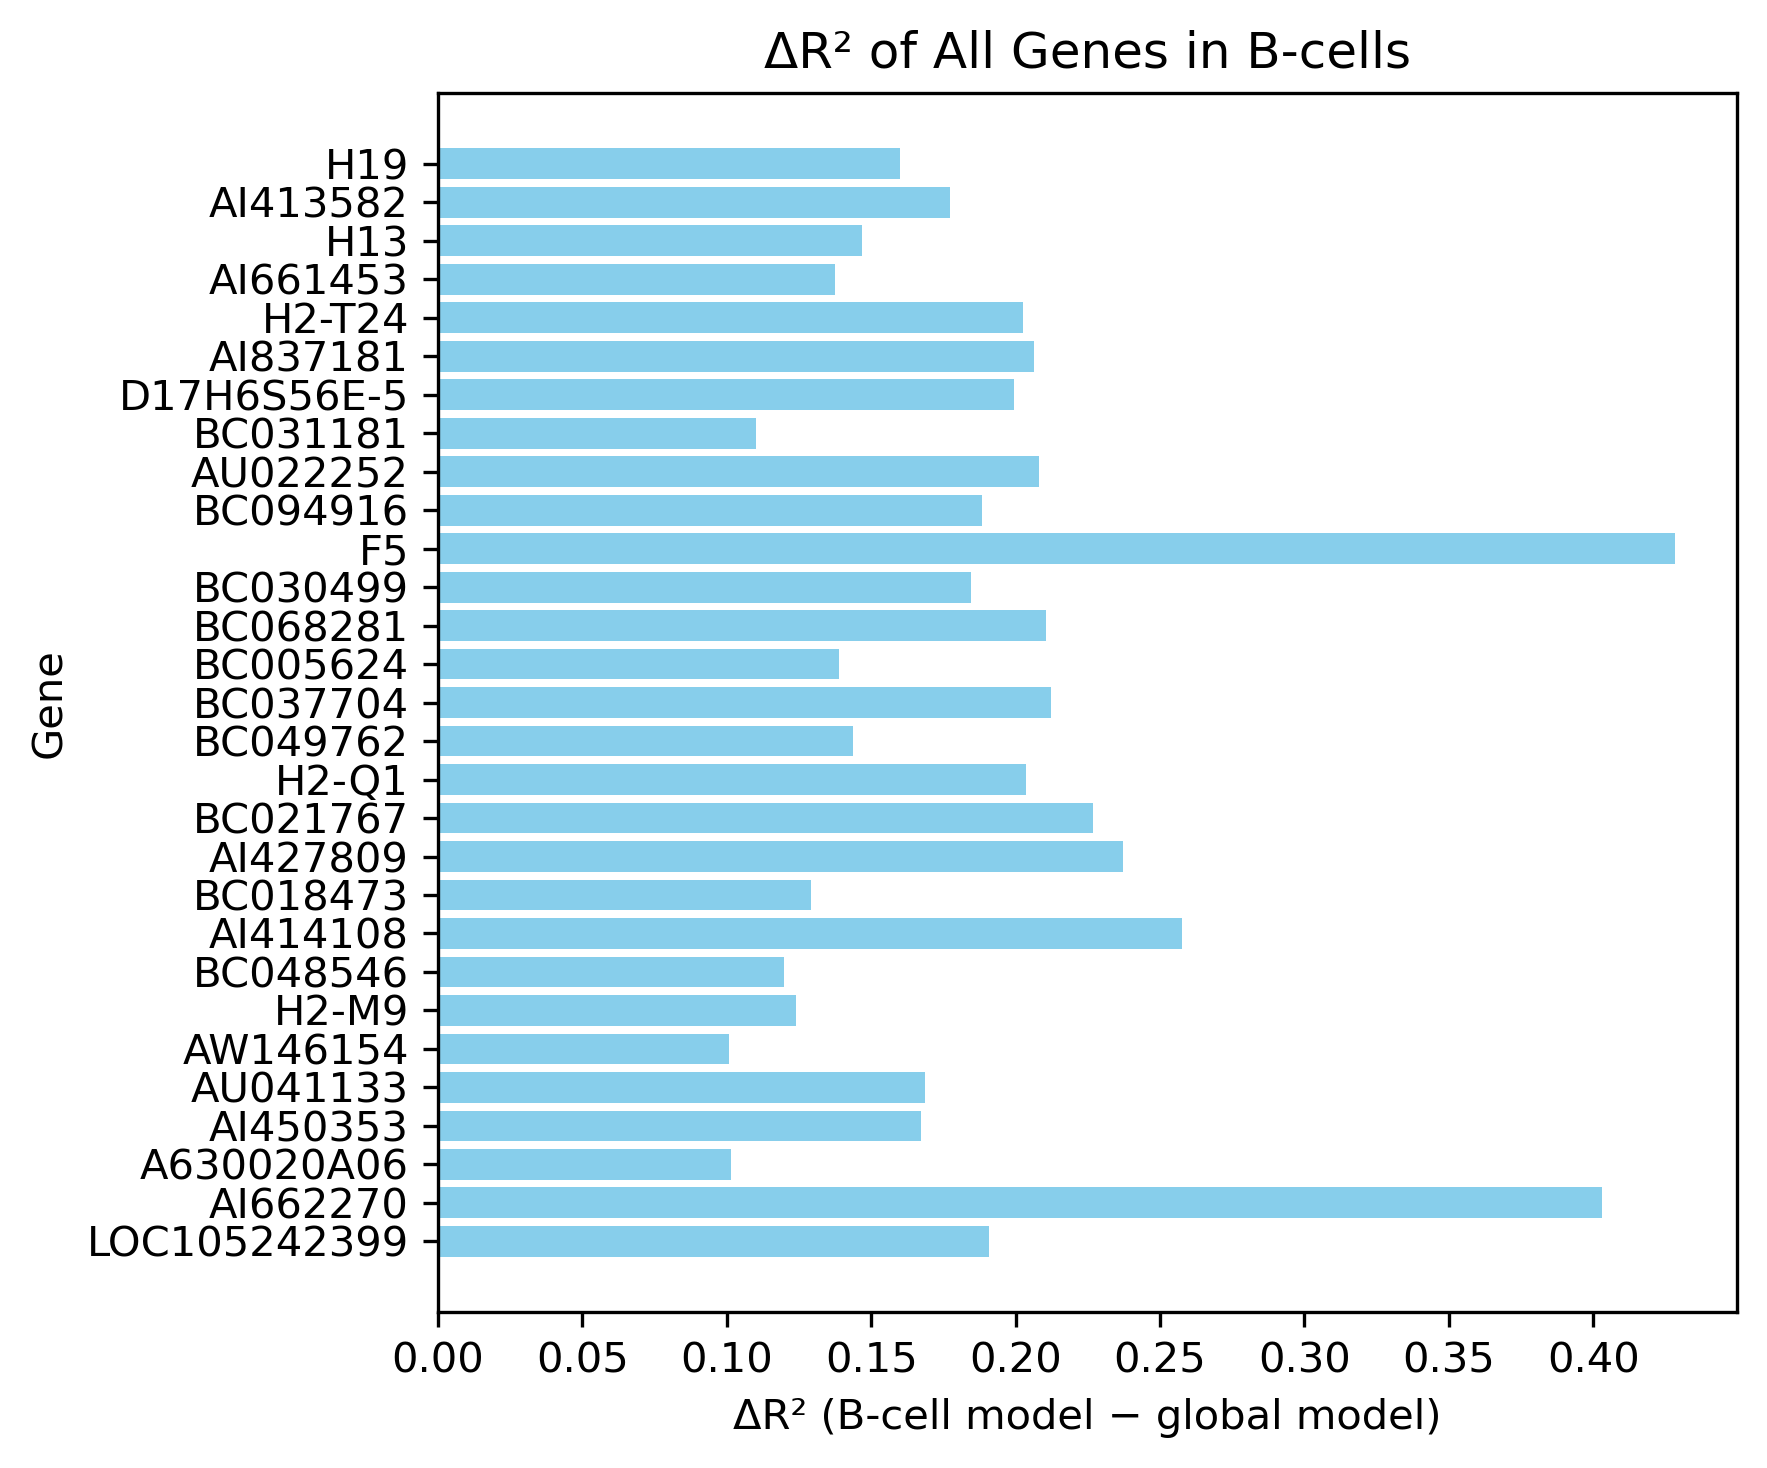 ΔR² of All Genes in B-cells
H19
AI413582
H13
AI661453
H2-T24
AI837181
D17H6S56E-5
BC031181
AU022252
BC094916
F5
BC030499
BC068281
BC005624
BC037704
BC049762
H2-Q1
BC021767
AI427809
BC018473
AI414108
BC048546
H2-M9
AW146154
AU041133
AI450353
A630020A06
AI662270
LOC105242399
Gene
0.00 0.05 0.10 0.15 0.20 0.25 0.30 0.35 0.40
ΔR² (B-cell model − global model)